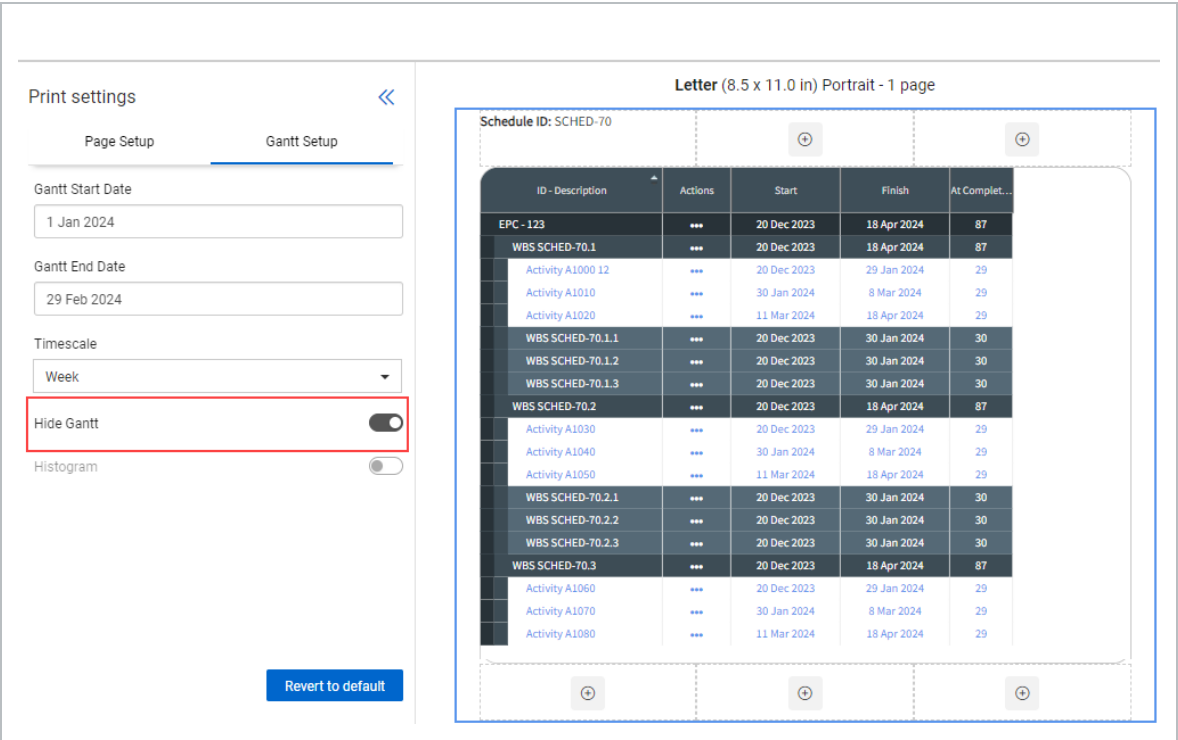 Print settings
Page Setup Gantt Setup
Gantt Start Date
1 Jan 2024
Gantt End Date
29 Feb 2024
Timescale
Week
Hide Gantt
Histogram
Revert to default
Letter (8.5 x 11.0 in) Portrait - 1 page
Schedule ID: SCHED-70
ID - Description Actions Start Finish At Complet...
EPC - 123 ••• 20 Dec 2023 18 Apr 2024 87
WBS SCHED-70.1 ••• 20 Dec 2023 18 Apr 2024 87
Activity A1000 12 ••• 20 Dec 2023 29 Jan 2024 29
Activity A1010 ••• 30 Jan 2024 8 Mar 2024 29
Activity A1020 ••• 11 Mar 2024 18 Apr 2024 29
WBS SCHED-70.1.1 ••• 20 Dec 2023 30 Jan 2024 30
WBS SCHED-70.1.2 ••• 20 Dec 2023 30 Jan 2024 30
WBS SCHED-70.1.3 ••• 20 Dec 2023 30 Jan 2024 30
WBS SCHED-70.2 ••• 20 Dec 2023 18 Apr 2024 87
Activity A1030 ••• 20 Dec 2023 29 Jan 2024 29
Activity A1040 ••• 30 Jan 2024 8 Mar 2024 29
Activity A1050 ••• 11 Mar 2024 18 Apr 2024 29
WBS SCHED-70.2.1 ••• 20 Dec 2023 30 Jan 2024 30
WBS SCHED-70.2.2 ••• 20 Dec 2023 30 Jan 2024 30
WBS SCHED-70.2.3 ••• 20 Dec 2023 30 Jan 2024 30
WBS SCHED-70.3 ••• 20 Dec 2023 18 Apr 2024 87
Activity A1060 ••• 20 Dec 2023 29 Jan 2024 29
Activity A1070 ••• 30 Jan 2024 8 Mar 2024 29
Activity A1080 ••• 11 Mar 2024 18 Apr 2024 29